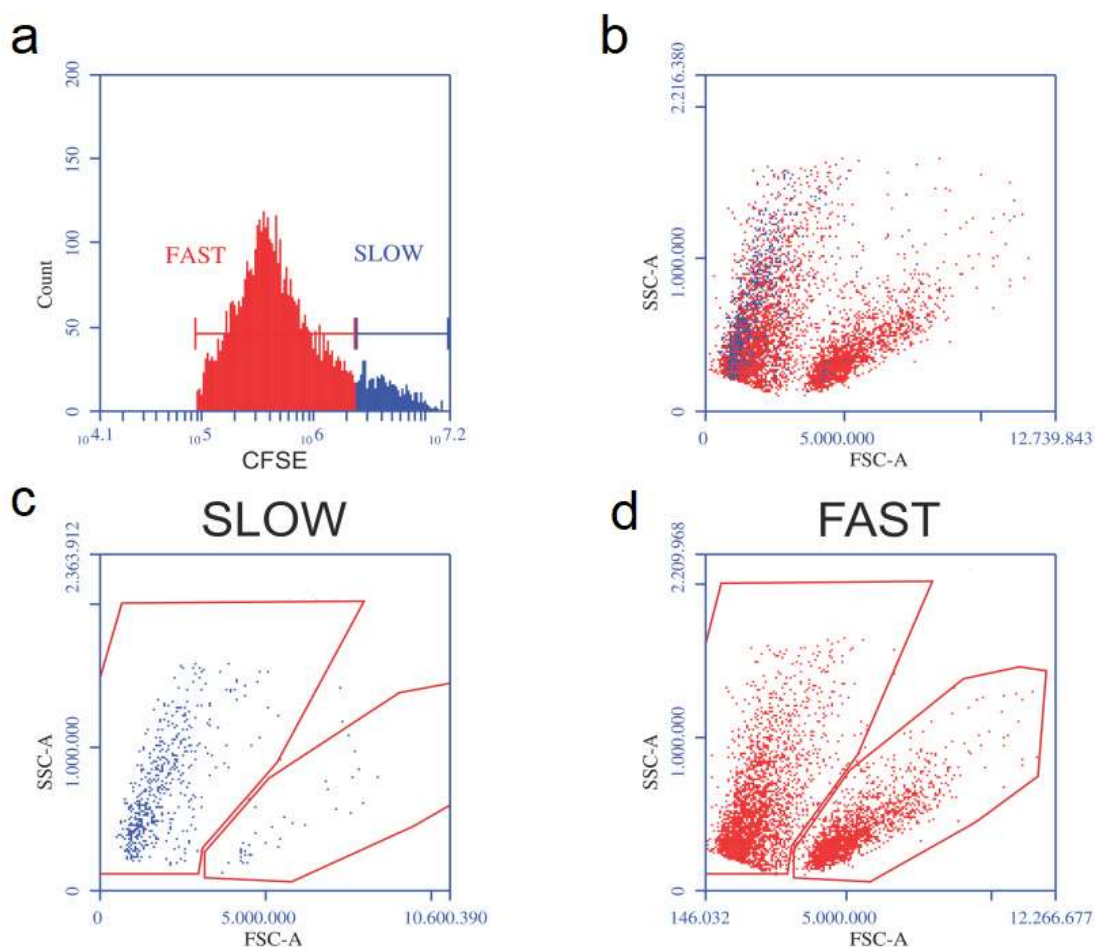 a
200
150
100
50
0
Count
FAST
SLOW
10^4.1
10^5
10^6
10^7.2
CFSE
b
2.216.380
1.000.000
0
SSC-A
0
5.000.000
12.739.843
FSC-A
c
SLOW
2.363.912
1.000.000
0
SSC-A
0
5.000.000
10.600.390
FSC-A
d
FAST
2.209.968
1.000.000
0
SSC-A
146.032
5.000.000
12.266.677
FSC-A